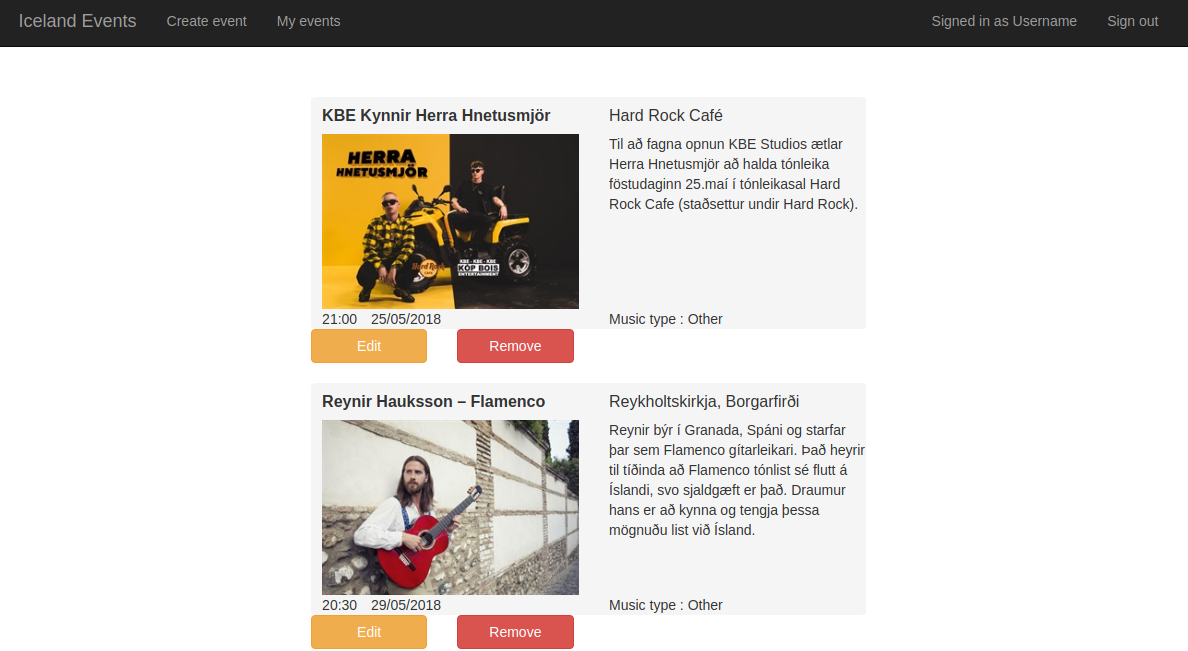 Iceland Events Create event My events Signed in as Username Sign out
KBE Kynnir Herra Hnetusmjör
HERRA
HNETUSMJÖR
Hard Rock
CAFE
KBE - KBE - KBE
KÓP BOIS
ENTERTAINMENT
21:00 25/05/2018
Hard Rock Café
Til að fagna opnun KBE Studios ætlar
Herra Hnetusmjör að halda tónleika
föstudaginn 25.maí í tónleikasal Hard
Rock Cafe (staðsettur undir Hard Rock).
Music type : Other
Edit Remove
Reynir Hauksson – Flamenco
20:30 29/05/2018
Reykholtskirkja, Borgarfirði
Reynir býr í Granada, Spáni og starfar
þar sem Flamenco gítarleikari. Það heyrir
til tíðinda að Flamenco tónlist sé flutt á
Íslandi, svo sjaldgæft er það. Draumur
hans er að kynna og tengja þessa
mögnuðu list við Ísland.
Music type : Other
Edit Remove